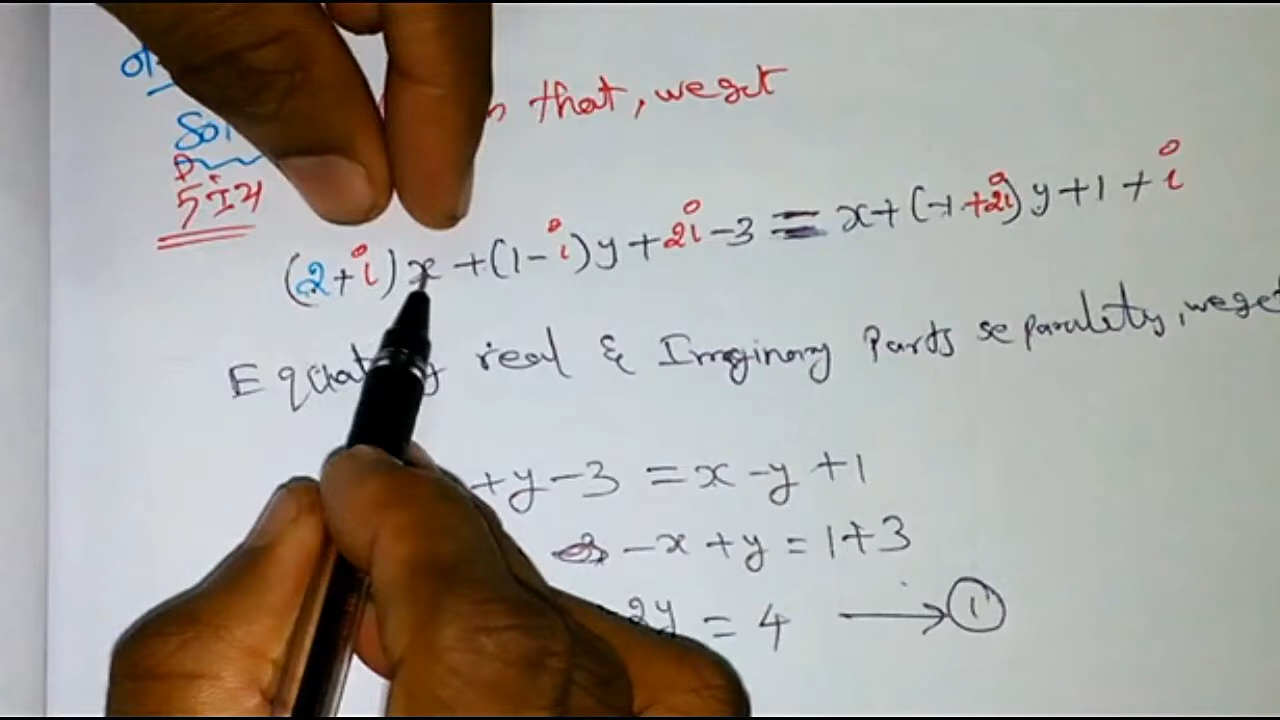 that, we get
(2+i)x+(1-i)y+2i-3=x+(-1+2i)y+1+i
real & Imaginary Parts separately, we get
+y-3=x-y+1
-x+y=1+3
2y=4 → ①